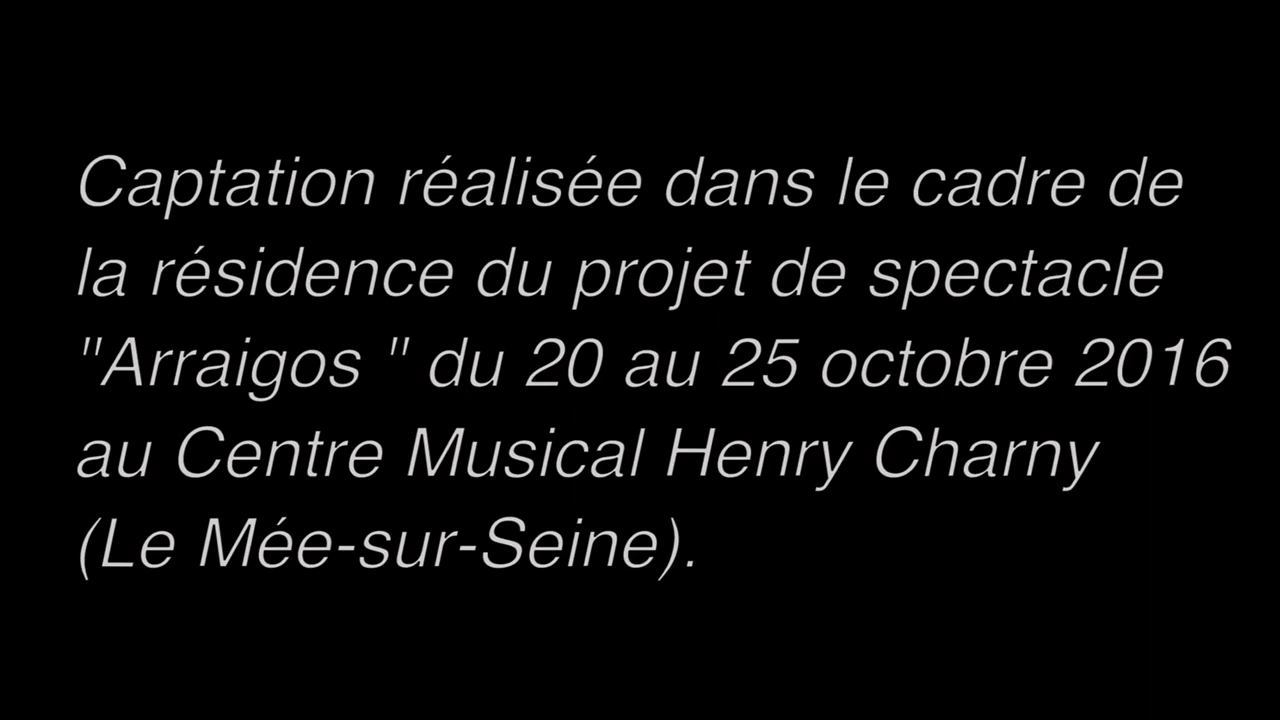 Captation réalisée dans le cadre de
la résidence du projet de spectacle
"Arraigos " du 20 au 25 octobre 2016
au Centre Musical Henry Charny
(Le Mée-sur-Seine).